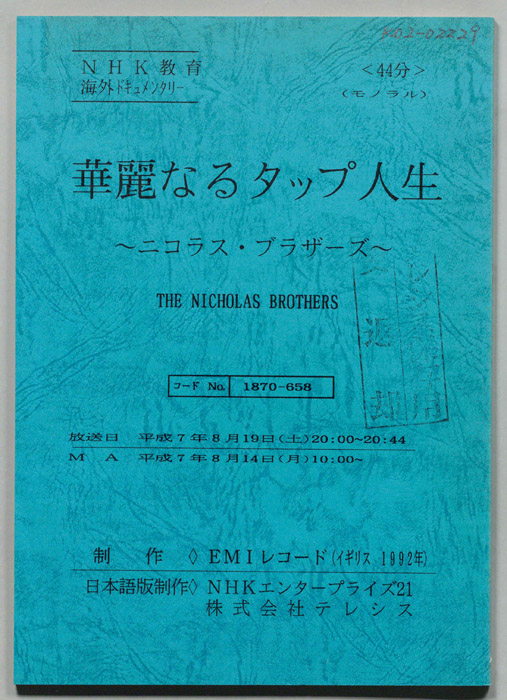 NHK教育
海外ドキュメンタリー
<44分>
(モノラル)
華麗なるタップ人生
~ニコラス・ブラザーズ~
THE NICHOLAS BROTHERS
コード No. 1870-658
放送日 平成7年8月19日(土)20:00~20:44
MA 平成7年8月14日(月)10:00~
制作◇EMIレコード(イギリス 1992年)
日本語版制作◇NHKエンタープライズ21
株式会社テレシス